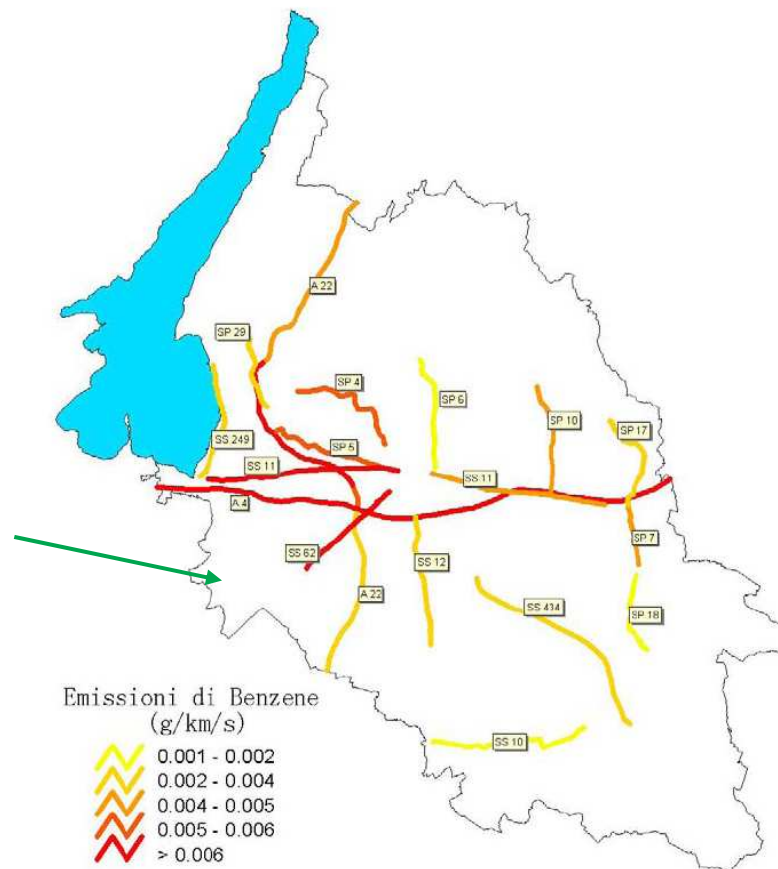 A 22
SP 29
SP 4
SP 6
SP 10
SP 17
SS 249
SP 5
SS 11
SS 11
A 4
SP 7
SS 62
SS 12
A 22
SS 434
SP 18
Emissioni di Benzene
(g/km/s)
0.001 - 0.002
0.002 - 0.004
0.004 - 0.005
0.005 - 0.006
> 0.006
SS 10